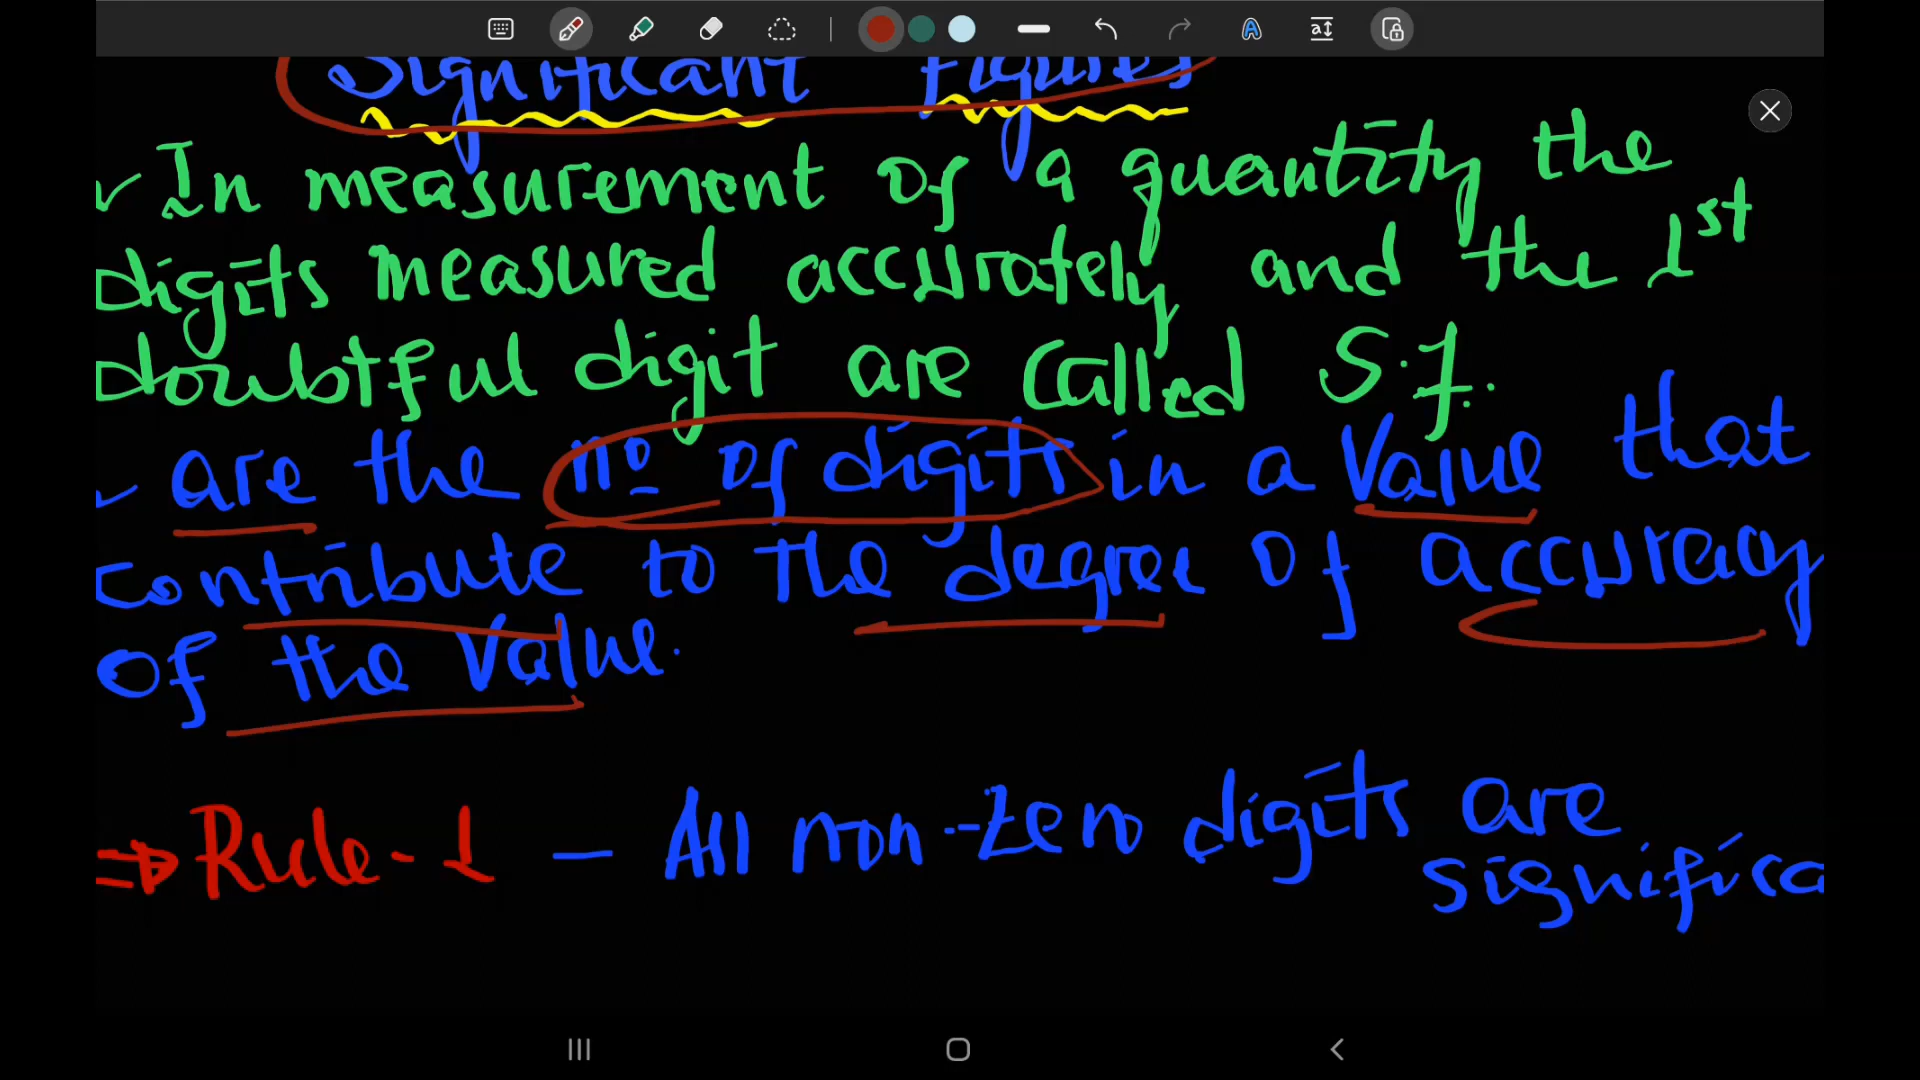 Significant figures
✓ In measurement of a quantity the 1st
digits measured accurately and the
doubtful digit are called S.f.
✓ are the no of digits in a value that
contribute to the degree of accuracy
of the value.
⇒ Rule-1 — All non-zero digits are
significa